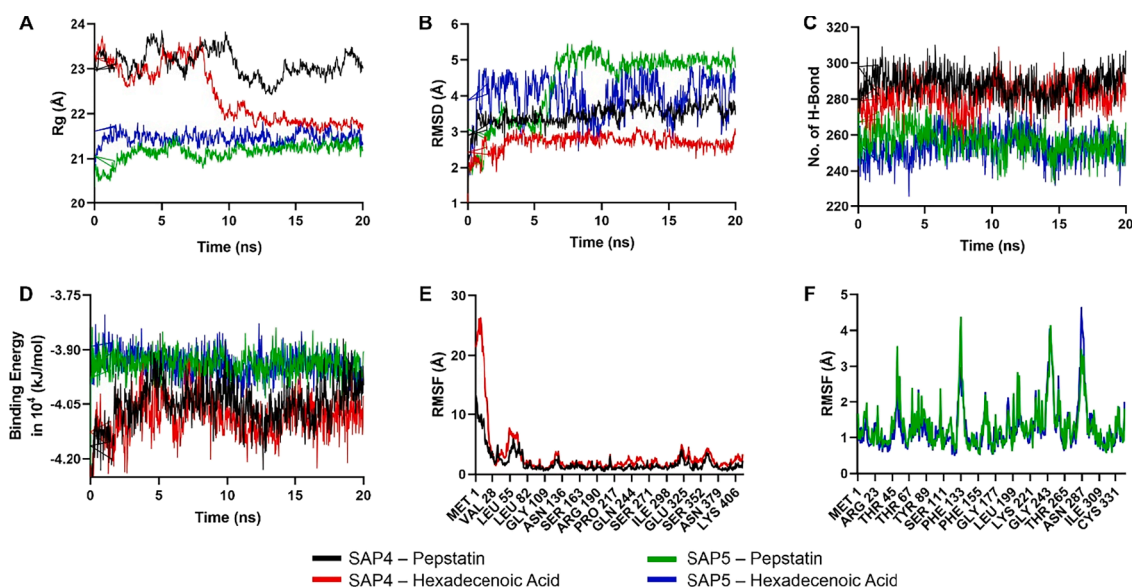 A
Rg (Å)
24
23
22
21
20
0
5
10
15
20
Time (ns)
B
RMSD (Å)
6
5
4
3
2
1
0
5
10
15
20
Time (ns)
C
No. of H-Bond
320
300
280
260
240
220
0
5
10
15
20
Time (ns)
D
Binding Energy
in 10⁴ (kJ/mol)
-3.75
-3.90
-4.05
-4.20
0
5
10
15
20
Time (ns)
E
RMSF (Å)
30
20
10
0
MET 1
VAL 28
LEU 55
LEU 82
GLY 109
ASN 136
SER 163
ARG 190
PRO 217
GLN 244
SER 271
ILE 298
GLU 325
SER 352
ASN 379
LYS 406
F
RMSF (Å)
5
4
3
2
1
0
MET 1
ARG 23
THR 45
THR 67
TYR 89
SER 111
PHE 133
PHE 155
GLY 177
LEU 199
LYS 221
GLY 243
THR 265
ASN 287
ILE 309
CYS 331
SAP4 – Pepstatin
SAP5 – Pepstatin
SAP4 – Hexadecenoic Acid
SAP5 – Hexadecenoic Acid